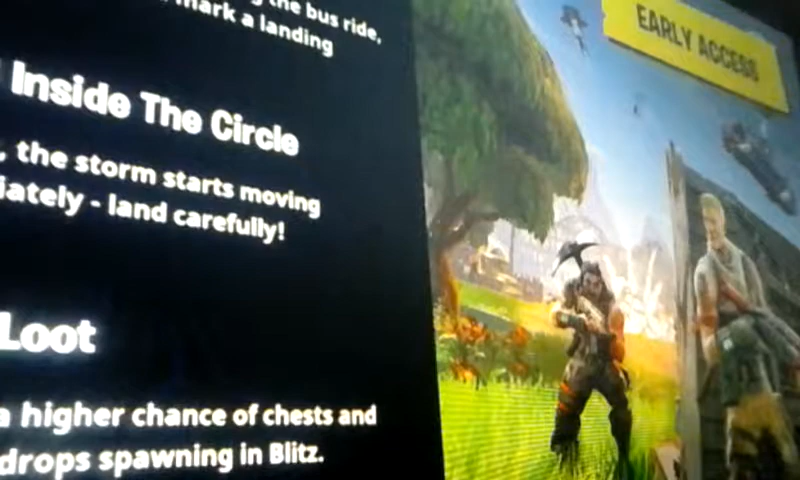 the bus ride,
mark a landing
Inside The Circle
, the storm starts moving
iately - land carefully!
Loot
a higher chance of chests and
drops spawning in Blitz.
EARLY ACCESS